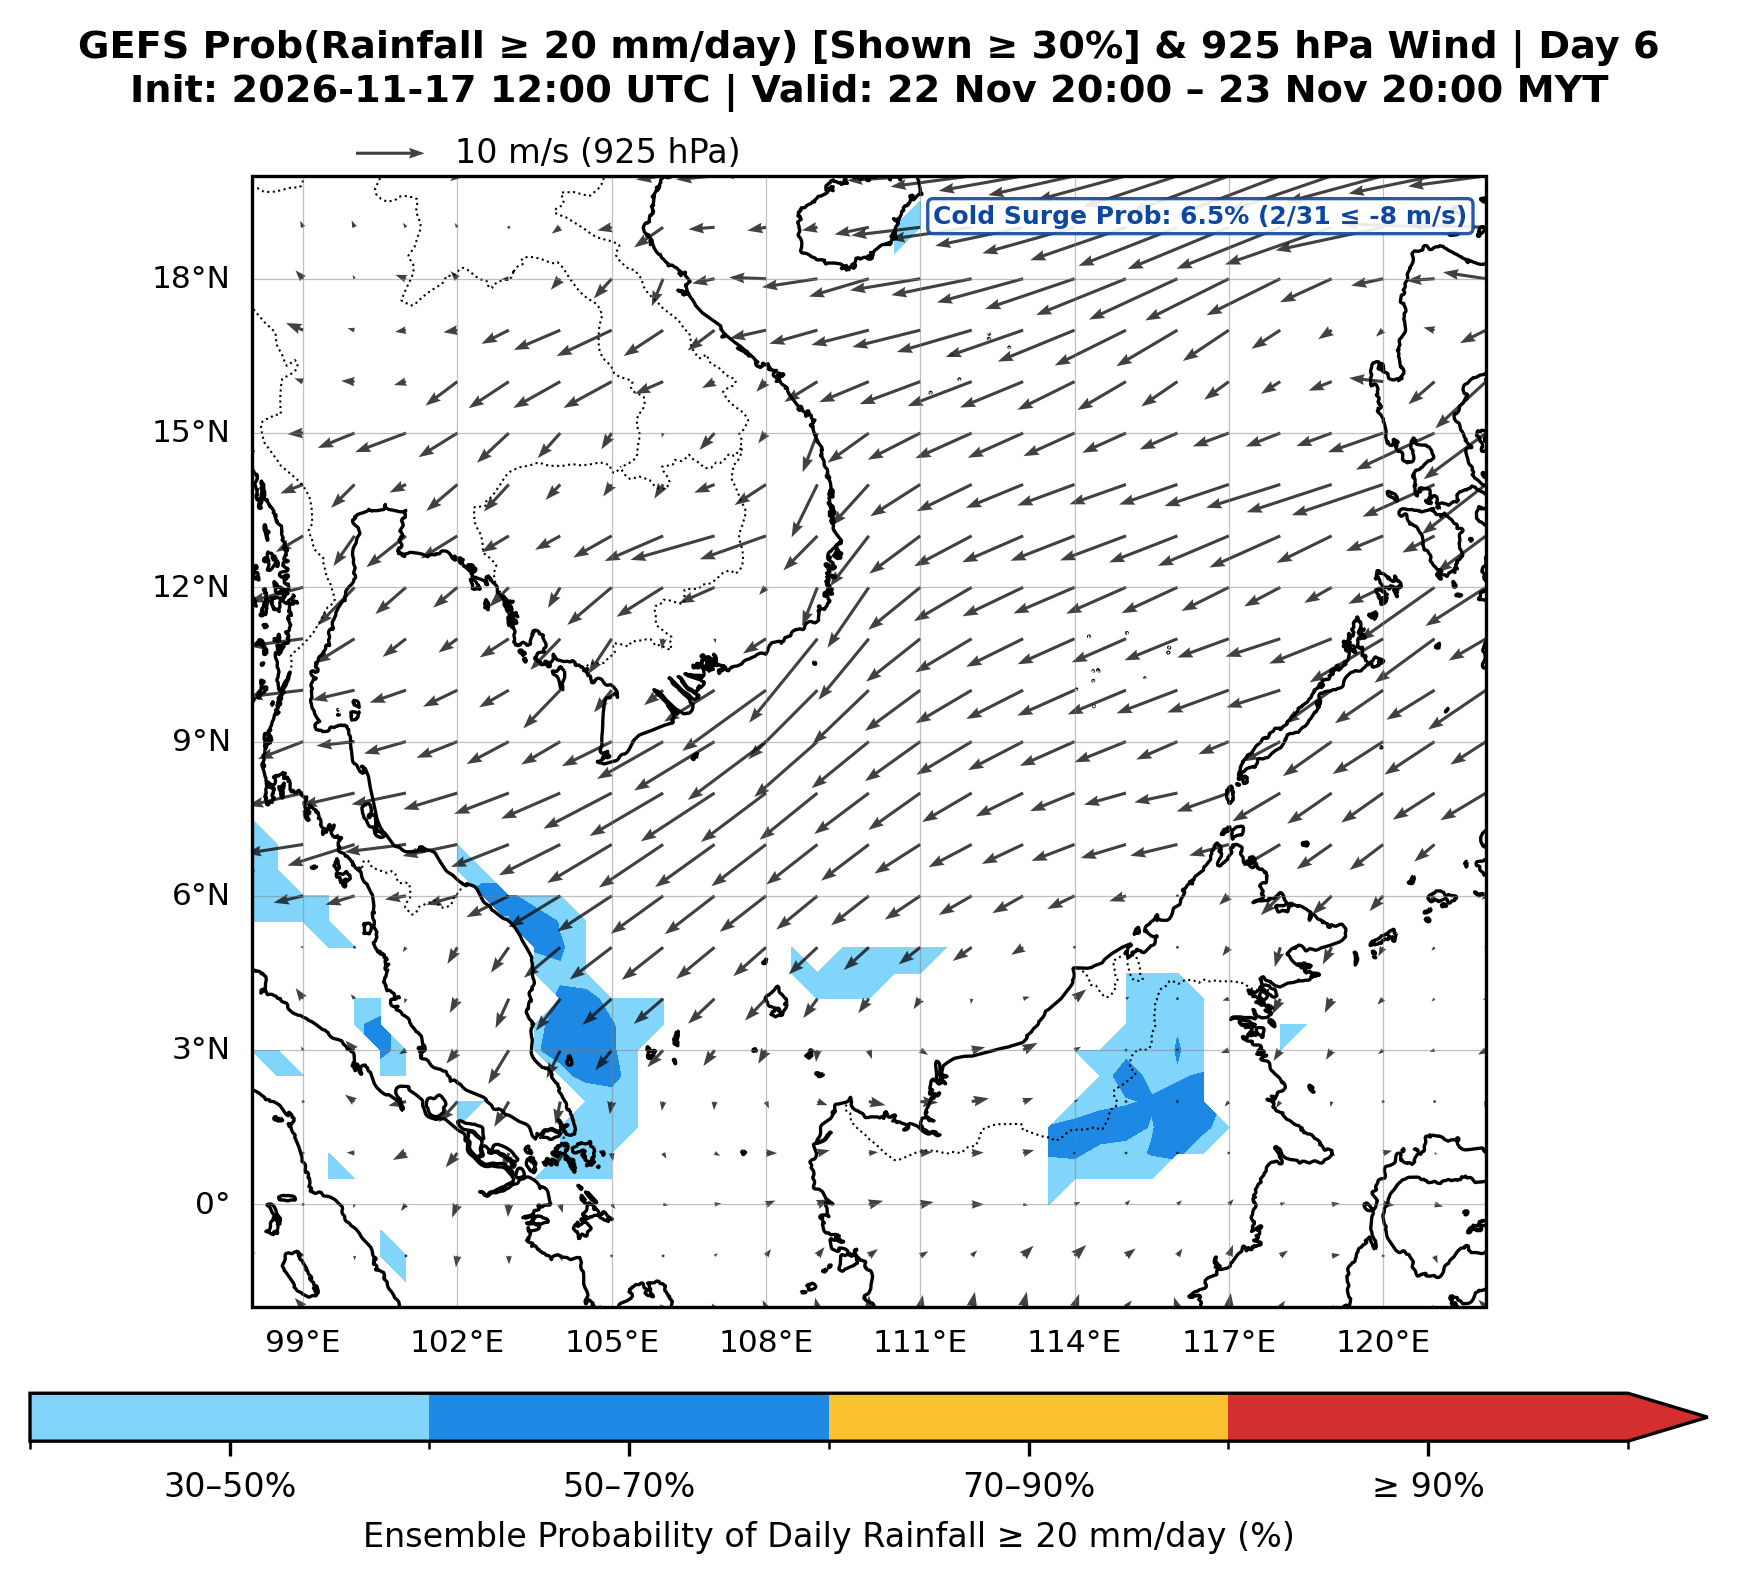 GEFS Prob(Rainfall ≥ 20 mm/day) [Shown ≥ 30%] & 925 hPa Wind | Day 6
Init: 2026-11-17 12:00 UTC | Valid: 22 Nov 20:00 – 23 Nov 20:00 MYT
10 m/s (925 hPa)
Cold Surge Prob: 6.5% (2/31 ≤ -8 m/s)
18°N
15°N
12°N
9°N
6°N
3°N
0°
99°E 102°E 105°E 108°E 111°E 114°E 117°E 120°E
30–50% 50–70% 70–90% ≥ 90%
Ensemble Probability of Daily Rainfall ≥ 20 mm/day (%)